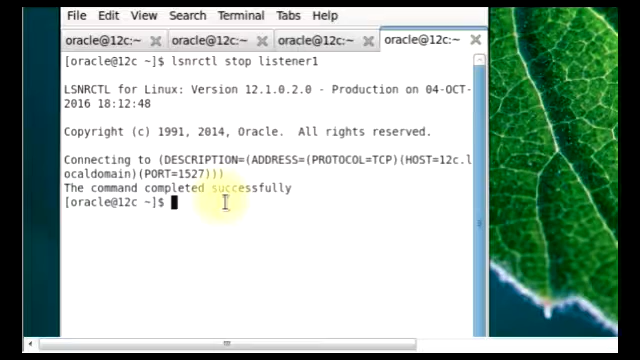 File Edit View Search Terminal Tabs Help
oracle@12c:~ oracle@12c:~ oracle@12c:~ oracle@12c:~
[oracle@12c ~]$ lsnrctl stop listener1
LSNRCTL for Linux: Version 12.1.0.2.0 - Production on 04-OCT-
2016 18:12:48
Copyright (c) 1991, 2014, Oracle.  All rights reserved.
Connecting to (DESCRIPTION=(ADDRESS=(PROTOCOL=TCP)(HOST=12c.l
ocaldomain)(PORT=1527)))
The command completed successfully
[oracle@12c ~]$